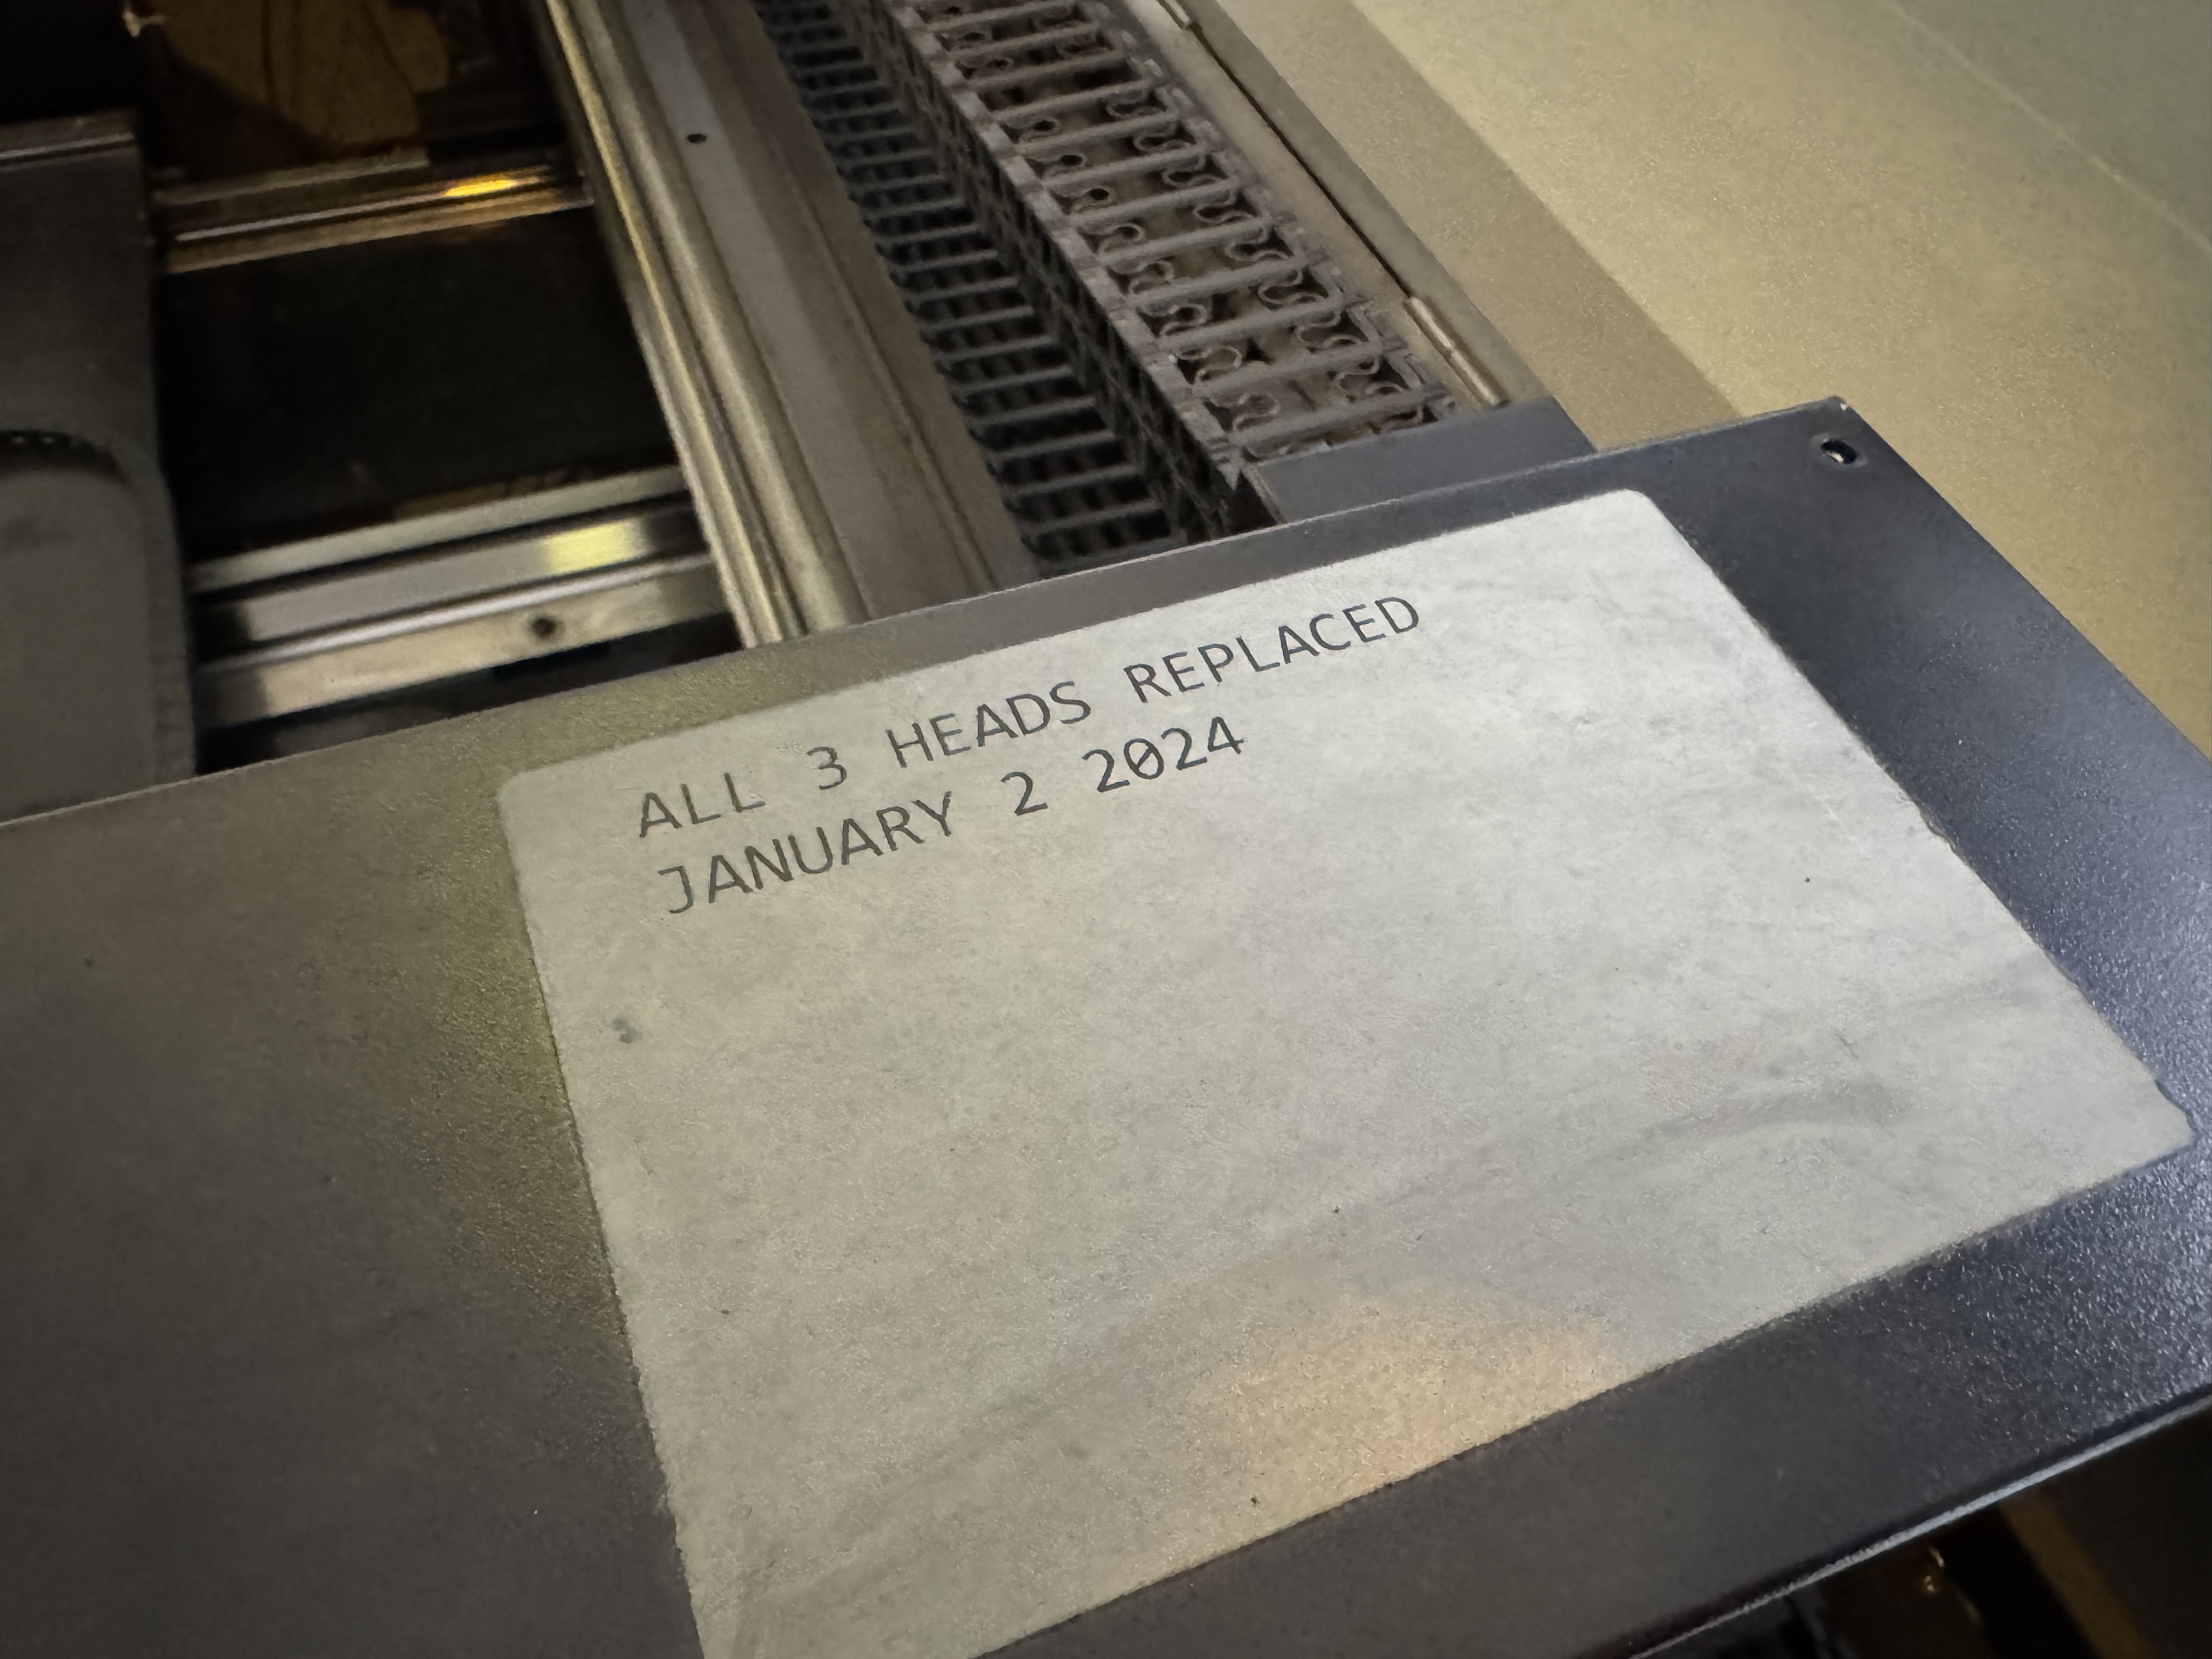 ALL 3 HEADS REPLACED
JANUARY 2 2024